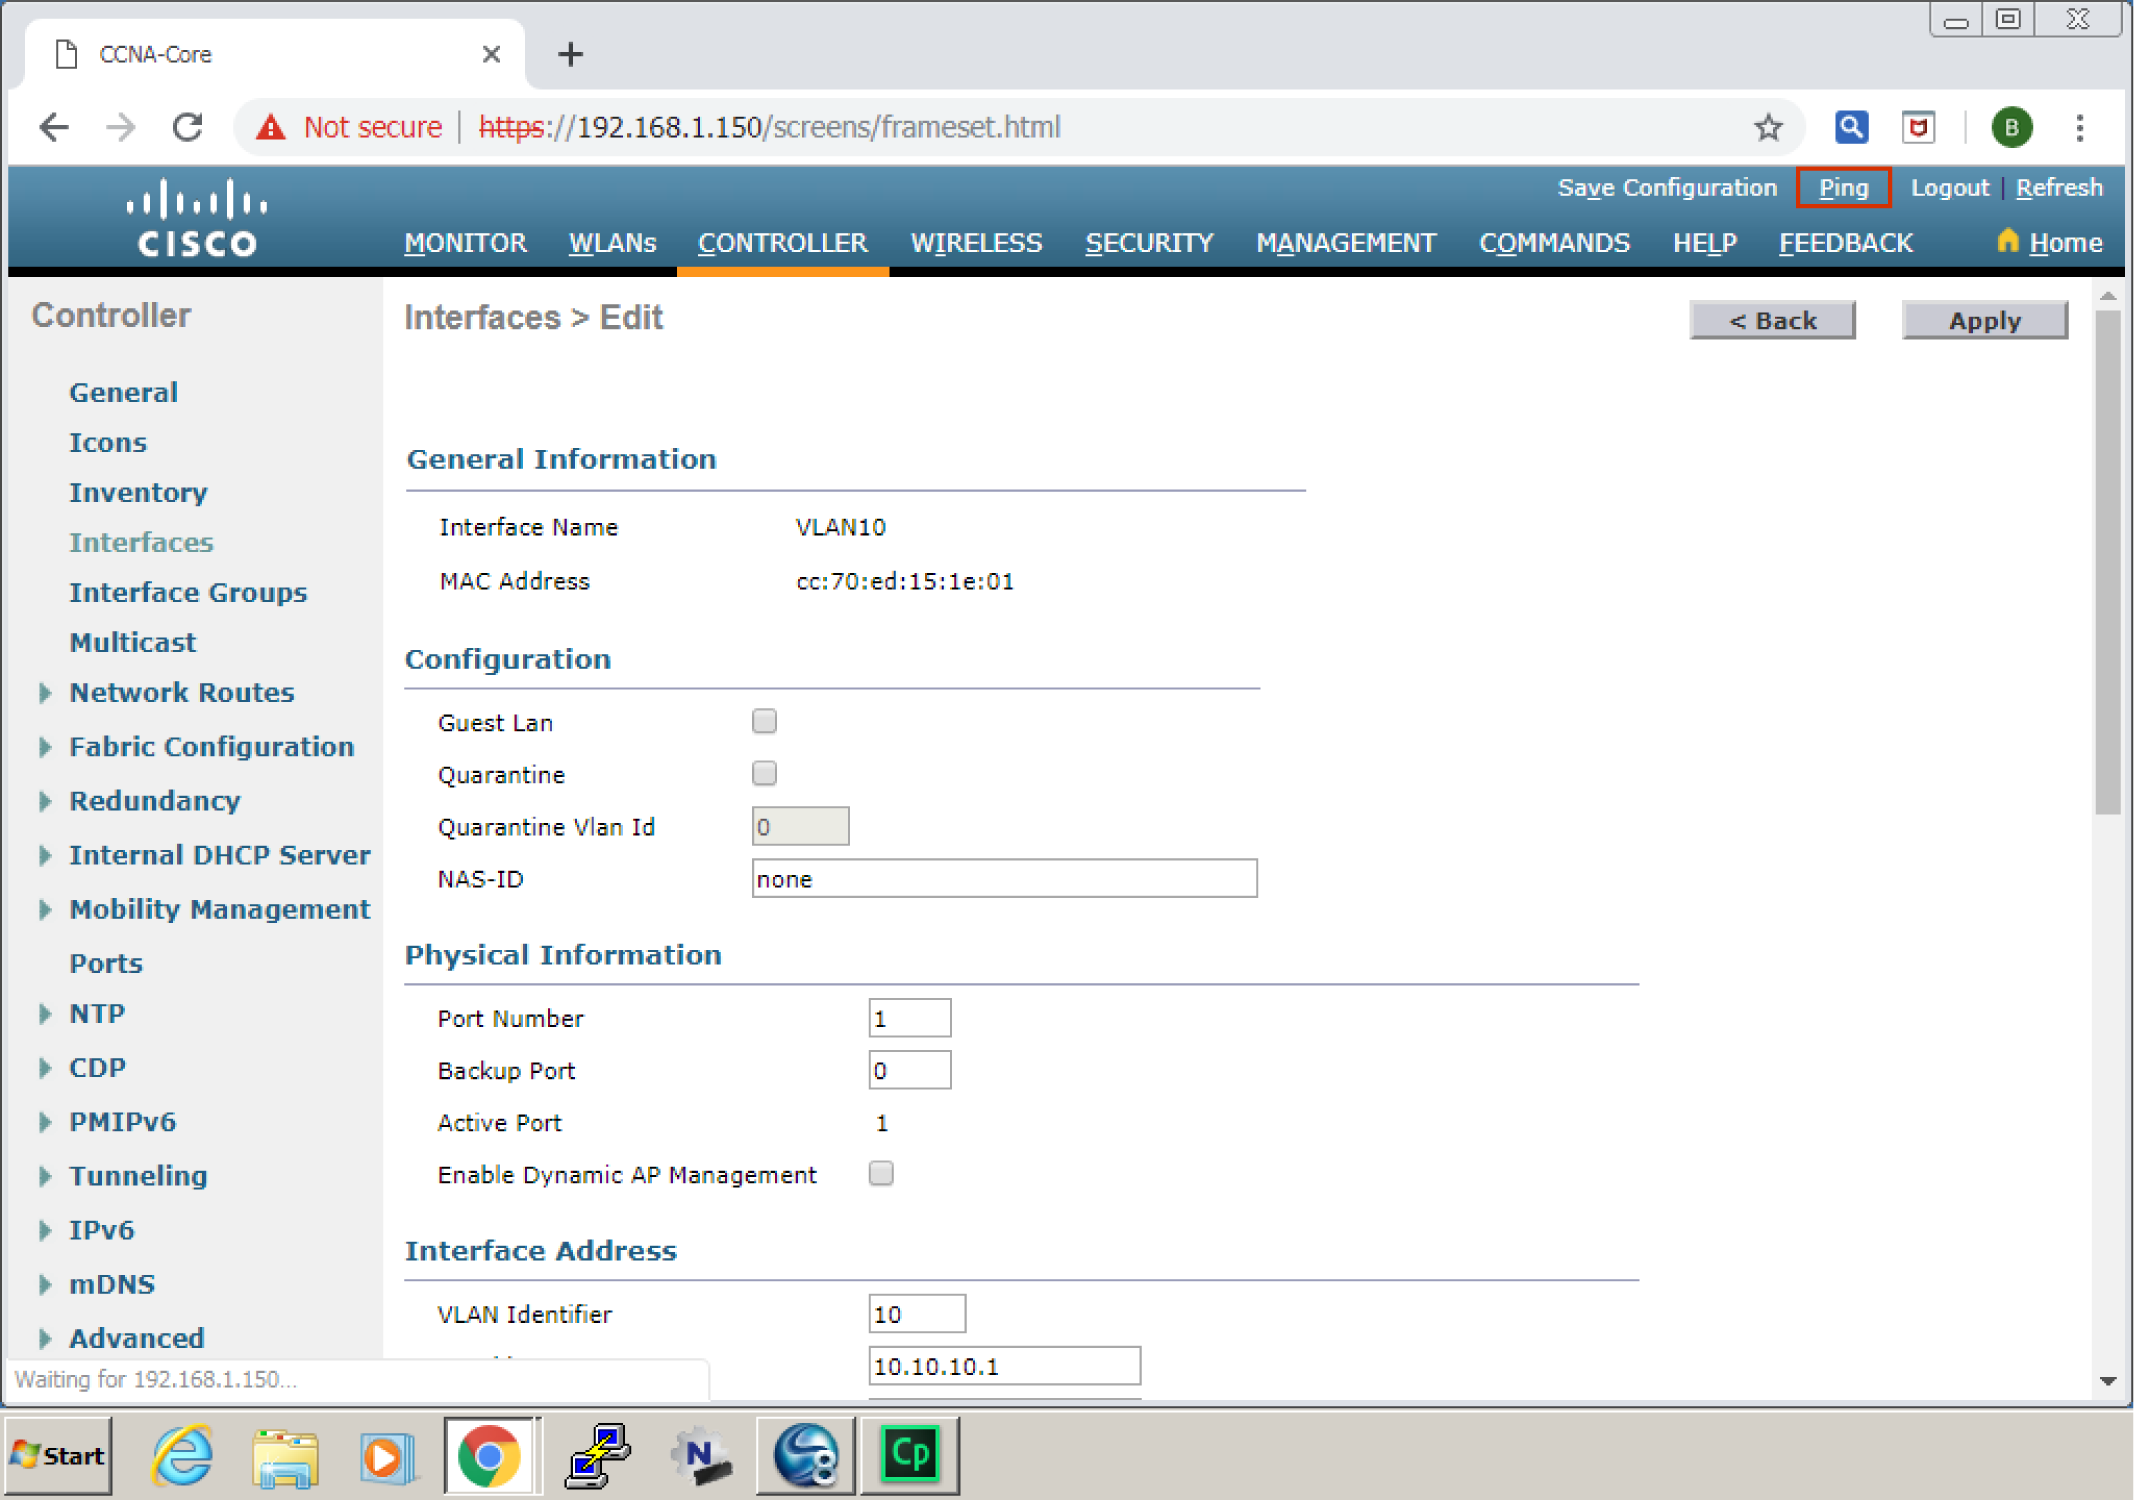 CCNA-Core
Not secure | https://192.168.1.150/screens/frameset.html
B
Save Configuration Ping Logout | Refresh
CISCO
MONITOR WLANs CONTROLLER WIRELESS SECURITY MANAGEMENT COMMANDS HELP FEEDBACK Home
Controller
General
Icons
Inventory
Interfaces
Interface Groups
Multicast
Network Routes
Fabric Configuration
Redundancy
Internal DHCP Server
Mobility Management
Ports
NTP
CDP
PMIPv6
Tunneling
IPv6
mDNS
Advanced
Interfaces > Edit
< Back Apply
General Information
Interface Name VLAN10
MAC Address cc:70:ed:15:1e:01
Configuration
Guest Lan
Quarantine
Quarantine Vlan Id 0
NAS-ID none
Physical Information
Port Number 1
Backup Port 0
Active Port 1
Enable Dynamic AP Management
Interface Address
VLAN Identifier 10
10.10.10.1
Waiting for 192.168.1.150...
Start
N
8
Cp